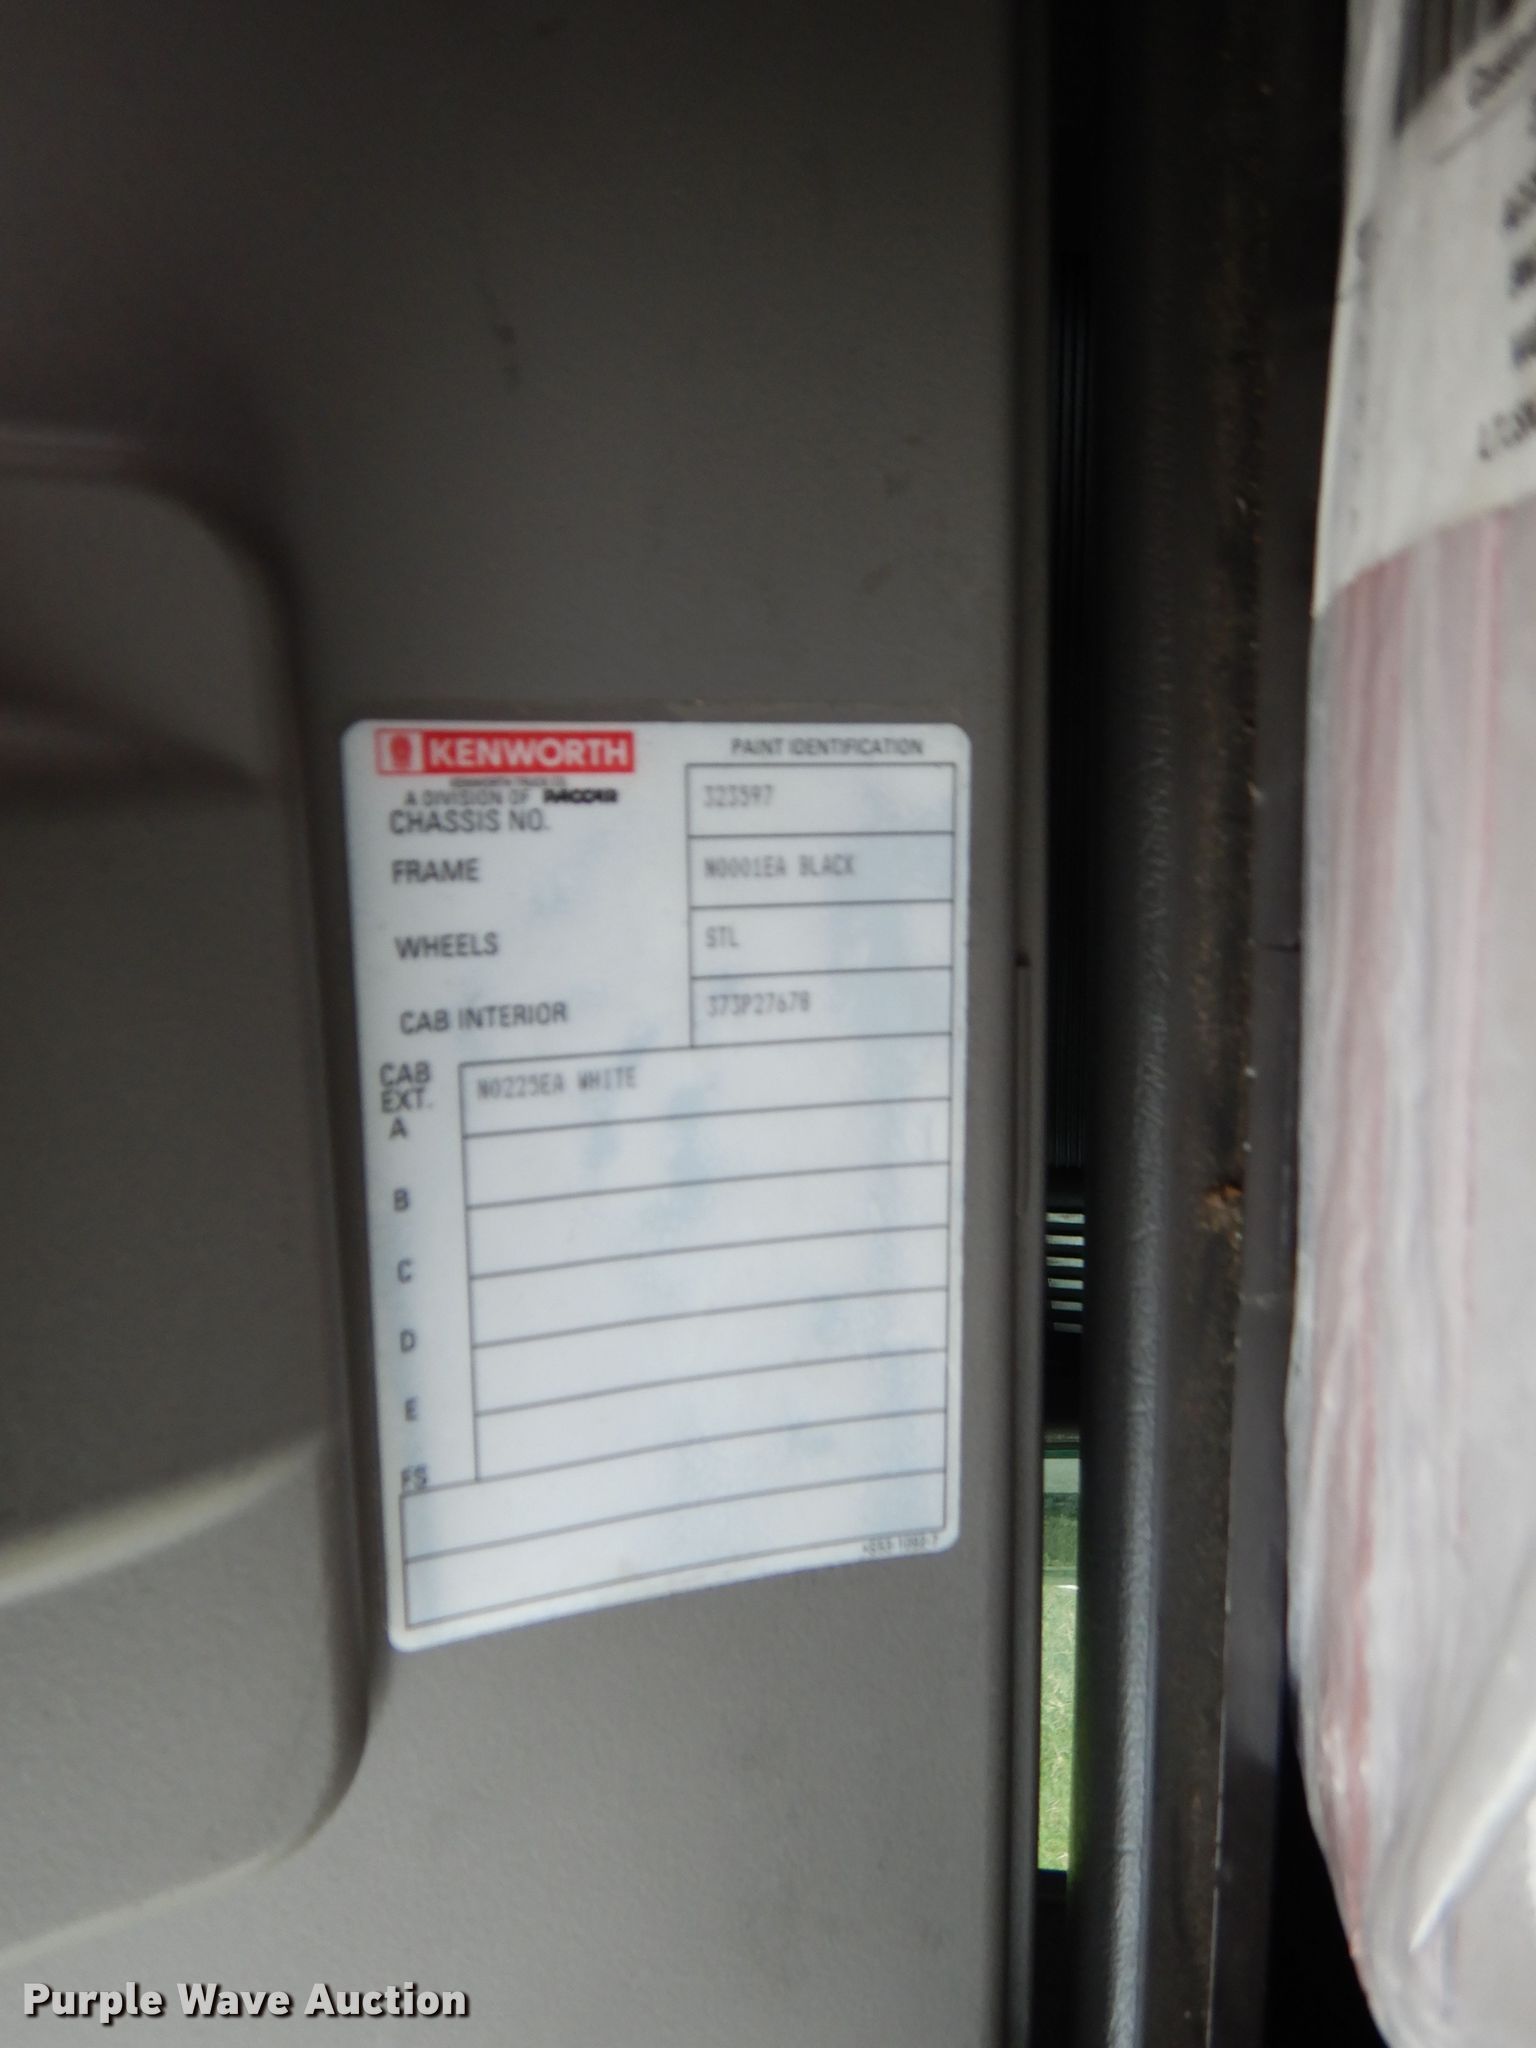 KENWORTH
PAINT IDENTIFICATION
A DIVISION OF PACCAR
CHASSIS NO. 323597
FRAME N0001EA BLACK
WHEELS STL
CAB INTERIOR 373P27678
CAB
EXT.
A N0225EA WHITE
B
C
D
E
FS
Purple Wave Auction